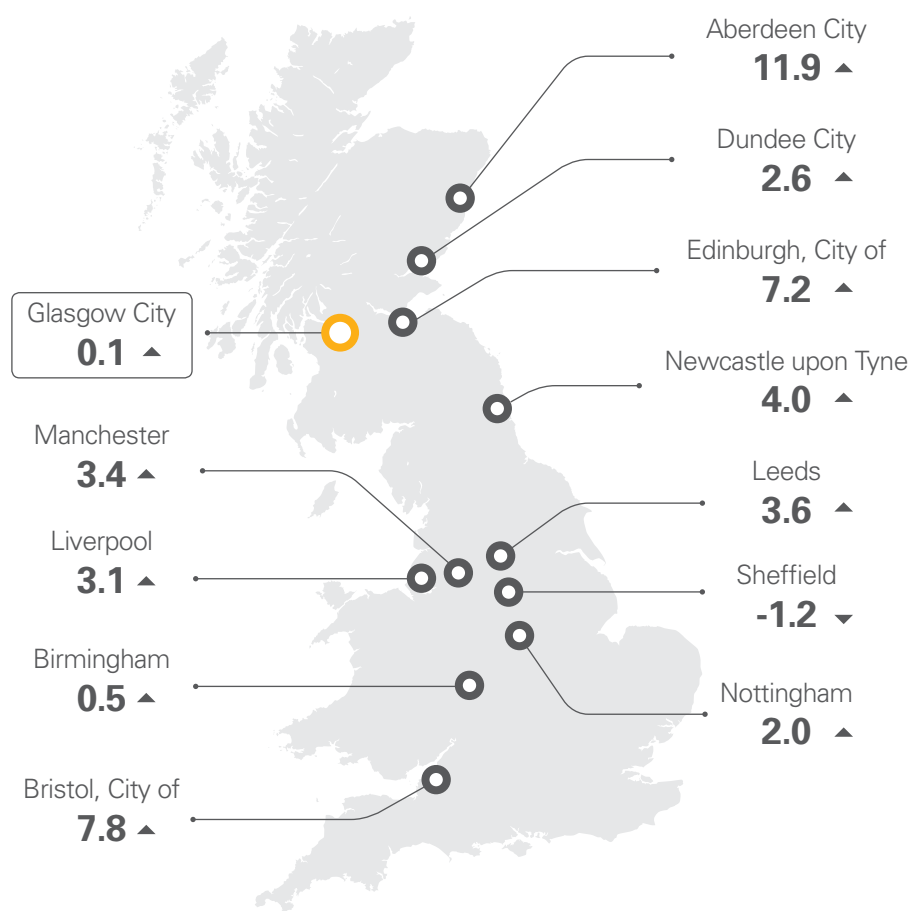 Aberdeen City
11.9
Dundee City
2.6
Edinburgh, City of
7.2
Glasgow City
0.1
Newcastle upon Tyne
4.0
Manchester
3.4
Leeds
3.6
Liverpool
3.1
Sheffield
-1.2
Birmingham
0.5
Nottingham
2.0
Bristol, City of
7.8